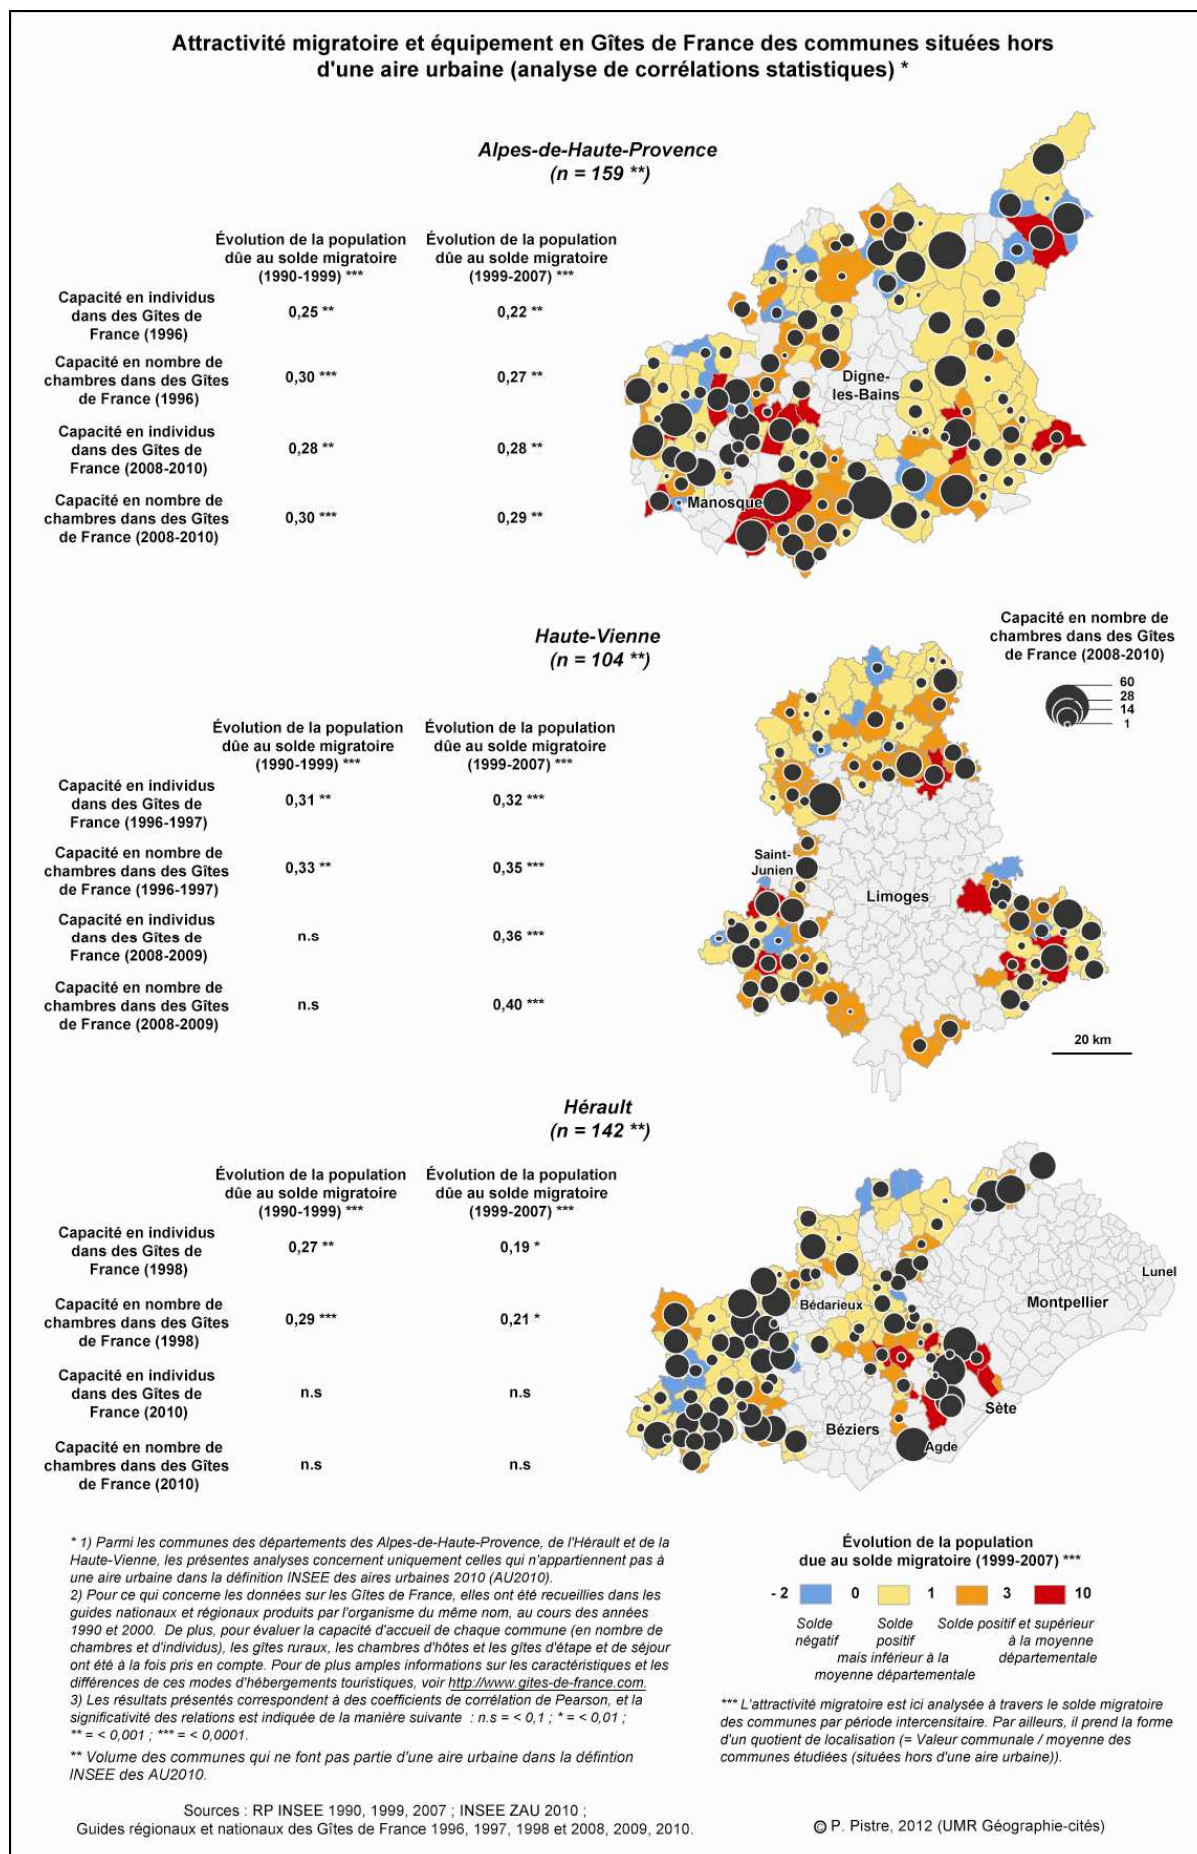 Attractivité migratoire et équipement en Gîtes de France des communes situées hors
d'une aire urbaine (analyse de corrélations statistiques) *
Alpes-de-Haute-Provence
(n = 159 **)
Évolution de la population
dûe au solde migratoire
(1990-1999) ***
Évolution de la population
dûe au solde migratoire
(1999-2007) ***
Capacité en individus
dans des Gîtes de
France (1996)
0,25 **
0,22 **
Capacité en nombre de
chambres dans des Gîtes
de France (1996)
0,30 ***
0,27 **
Capacité en individus
dans des Gîtes de
France (2008-2010)
0,28 **
0,28 **
Capacité en nombre de
chambres dans des Gîtes
de France (2008-2010)
0,30 ***
0,29 **
Digne-
les-Bains
Manosque
Haute-Vienne
(n = 104 **)
Capacité en nombre de
chambres dans des Gîtes
de France (2008-2010)
60
28
14
1
Évolution de la population
dûe au solde migratoire
(1990-1999) ***
Évolution de la population
dûe au solde migratoire
(1999-2007) ***
Capacité en individus
dans des Gîtes de
France (1996-1997)
0,31 **
0,32 ***
Capacité en nombre de
chambres dans des Gîtes
de France (1996-1997)
0,33 **
0,35 ***
Capacité en individus
dans des Gîtes de
France (2008-2009)
n.s
0,36 ***
Capacité en nombre de
chambres dans des Gîtes
de France (2008-2009)
n.s
0,40 ***
Saint-
Junien
Limoges
20 km
Hérault
(n = 142 **)
Évolution de la population
dûe au solde migratoire
(1990-1999) ***
Évolution de la population
dûe au solde migratoire
(1999-2007) ***
Capacité en individus
dans des Gîtes de
France (1998)
0,27 **
0,19 *
Capacité en nombre de
chambres dans des Gîtes
de France (1998)
0,29 ***
0,21 *
Capacité en individus
dans des Gîtes de
France (2010)
n.s
n.s
Capacité en nombre de
chambres dans des Gîtes
de France (2010)
n.s
n.s
Lunel
Montpellier
Bédarieux
Sète
Béziers
Agde
* 1) Parmi les communes des départements des Alpes-de-Haute-Provence, de l'Hérault et de la
Haute-Vienne, les présentes analyses concernent uniquement celles qui n'appartiennent pas à
une aire urbaine dans la définition INSEE des aires urbaines 2010 (AU2010).
2) Pour ce qui concerne les données sur les Gîtes de France, elles ont été recueillies dans les
guides nationaux et régionaux produits par l'organisme du même nom, au cours des années
1990 et 2000. De plus, pour évaluer la capacité d'accueil de chaque commune (en nombre de
chambres et d'individus), les gîtes ruraux, les chambres d'hôtes et les gîtes d'étape et de séjour
ont été à la fois pris en compte. Pour de plus amples informations sur les caractéristiques et les
différences de ces modes d'hébergements touristiques, voir http://www.gites-de-france.com.
3) Les résultats présentés correspondent à des coefficients de corrélation de Pearson, et la
significativité des relations est indiquée de la manière suivante : n.s = < 0,1 ; * = < 0,01 ;
** = < 0,001 ; *** = < 0,0001.
** Volume des communes qui ne font pas partie d'une aire urbaine dans la défintion
INSEE des AU2010.
Évolution de la population
due au solde migratoire (1999-2007) ***
- 2 0 1 3 10
Solde
négatif
Solde
positif
mais inférieur à la
moyenne départementale
Solde positif et supérieur
à la moyenne
départementale
*** L'attractivité migratoire est ici analysée à travers le solde migratoire
des communes par période intercensitaire. Par ailleurs, il prend la forme
d'un quotient de localisation (= Valeur communale / moyenne des
communes étudiées (situées hors d'une aire urbaine)).
Sources : RP INSEE 1990, 1999, 2007 ; INSEE ZAU 2010 ;
Guides régionaux et nationaux des Gîtes de France 1996, 1997, 1998 et 2008, 2009, 2010.
© P. Pistre, 2012 (UMR Géographie-cités)